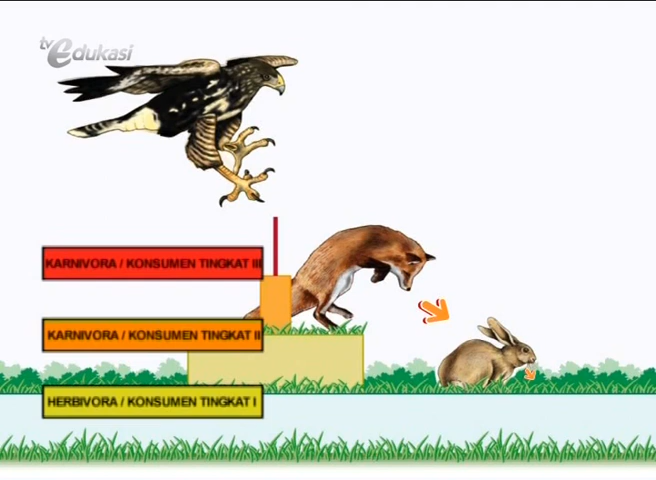 tv edukasi
KARNIVORA / KONSUMEN TINGKAT III
KARNIVORA / KONSUMEN TINGKAT II
HERBIVORA / KONSUMEN TINGKAT I